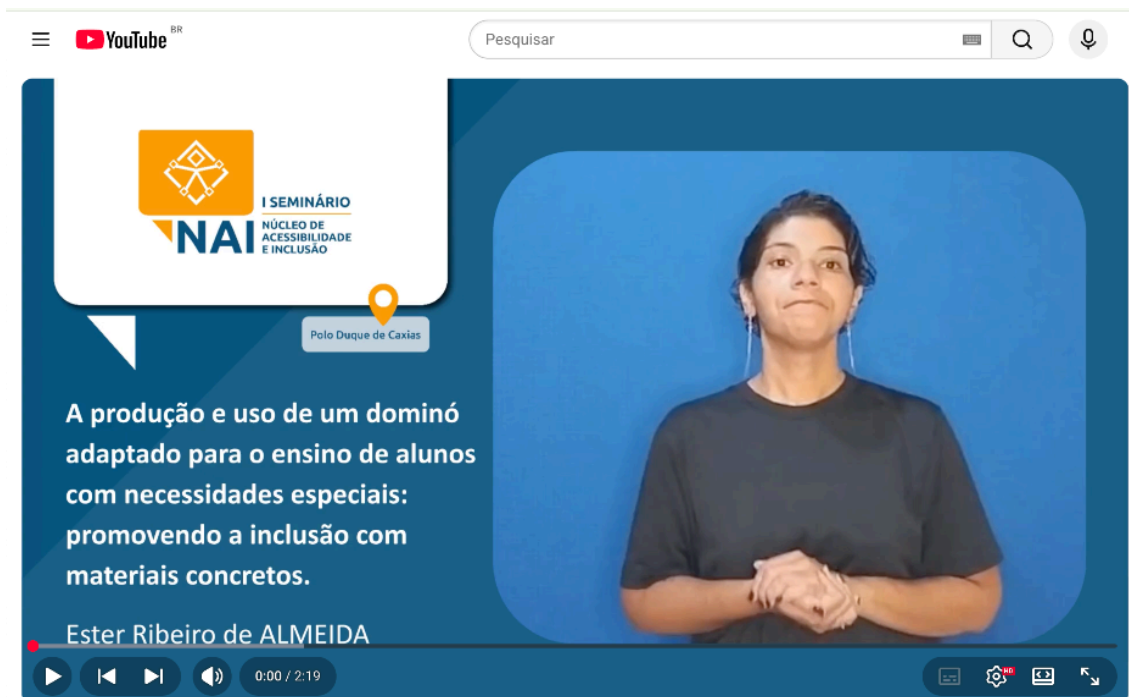 YouTube BR
Pesquisar
I SEMINÁRIO
NAI
NÚCLEO DE
ACESSIBILIDADE
E INCLUSÃO
Polo Duque de Caxias
A produção e uso de um dominó
adaptado para o ensino de alunos
com necessidades especiais:
promovendo a inclusão com
materiais concretos.
Ester Ribeiro de ALMEIDA
0:00 / 2:19
HD